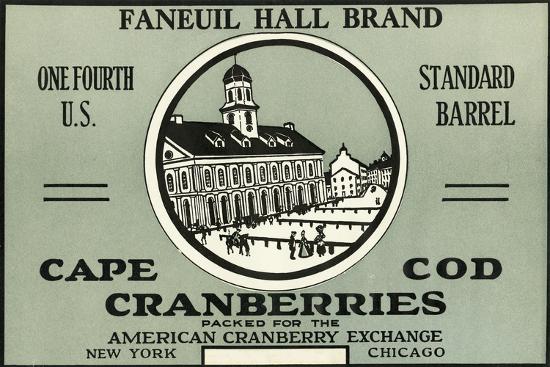 FANEUIL HALL BRAND
ONE FOURTH
U.S.
STANDARD
BARREL
CAPE COD
CRANBERRIES
PACKED FOR THE
AMERICAN CRANBERRY EXCHANGE
NEW YORK CHICAGO